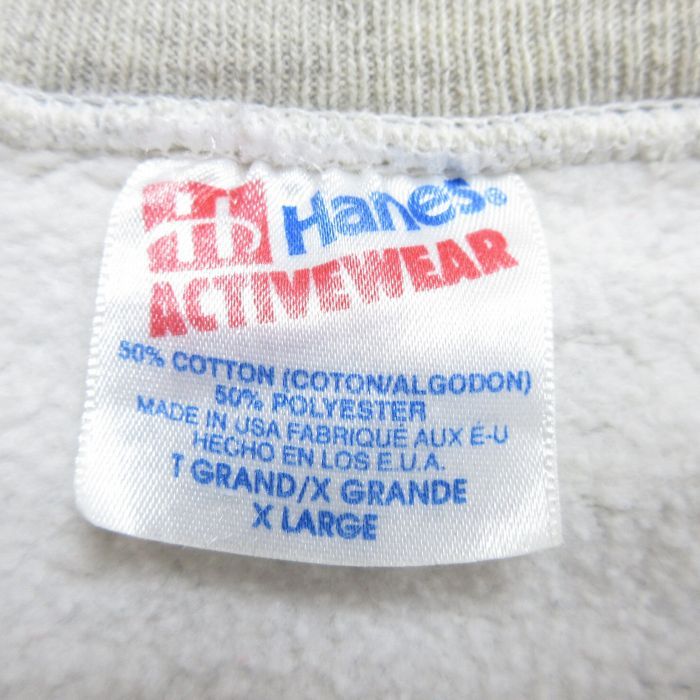 Hanes®
ACTIVEWEAR
50% COTTON (COTON/ALGODON)
50% POLYESTER
MADE IN USA FABRIQUÉ AUX É-U
HECHO EN LOS E.U.A.
T GRAND/X GRANDE
X LARGE